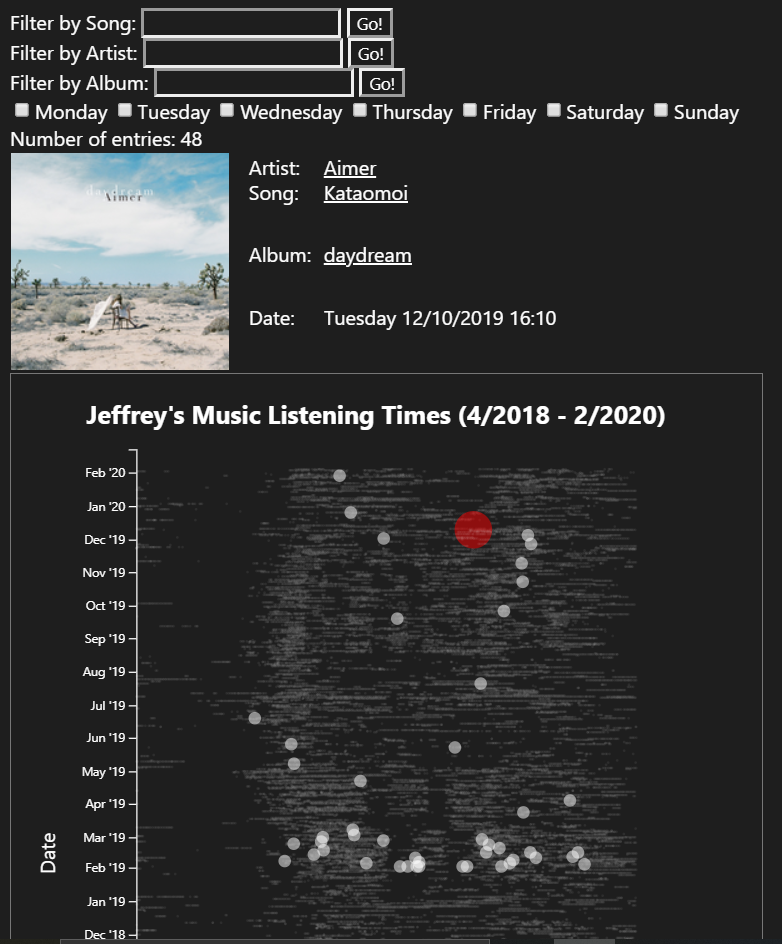 Filter by Song: Go!
Filter by Artist: Go!
Filter by Album: Go!
Monday Tuesday Wednesday Thursday Friday Saturday Sunday
Number of entries: 48
daydream
Aimer
Artist: Aimer
Song: Kataomoi
Album: daydream
Date: Tuesday 12/10/2019 16:10
Jeffrey's Music Listening Times (4/2018 - 2/2020)
Feb '20
Jan '20
Dec '19
Nov '19
Oct '19
Sep '19
Aug '19
Jul '19
Jun '19
May '19
Apr '19
Mar '19
Date
Feb '19
Jan '19
Dec '18